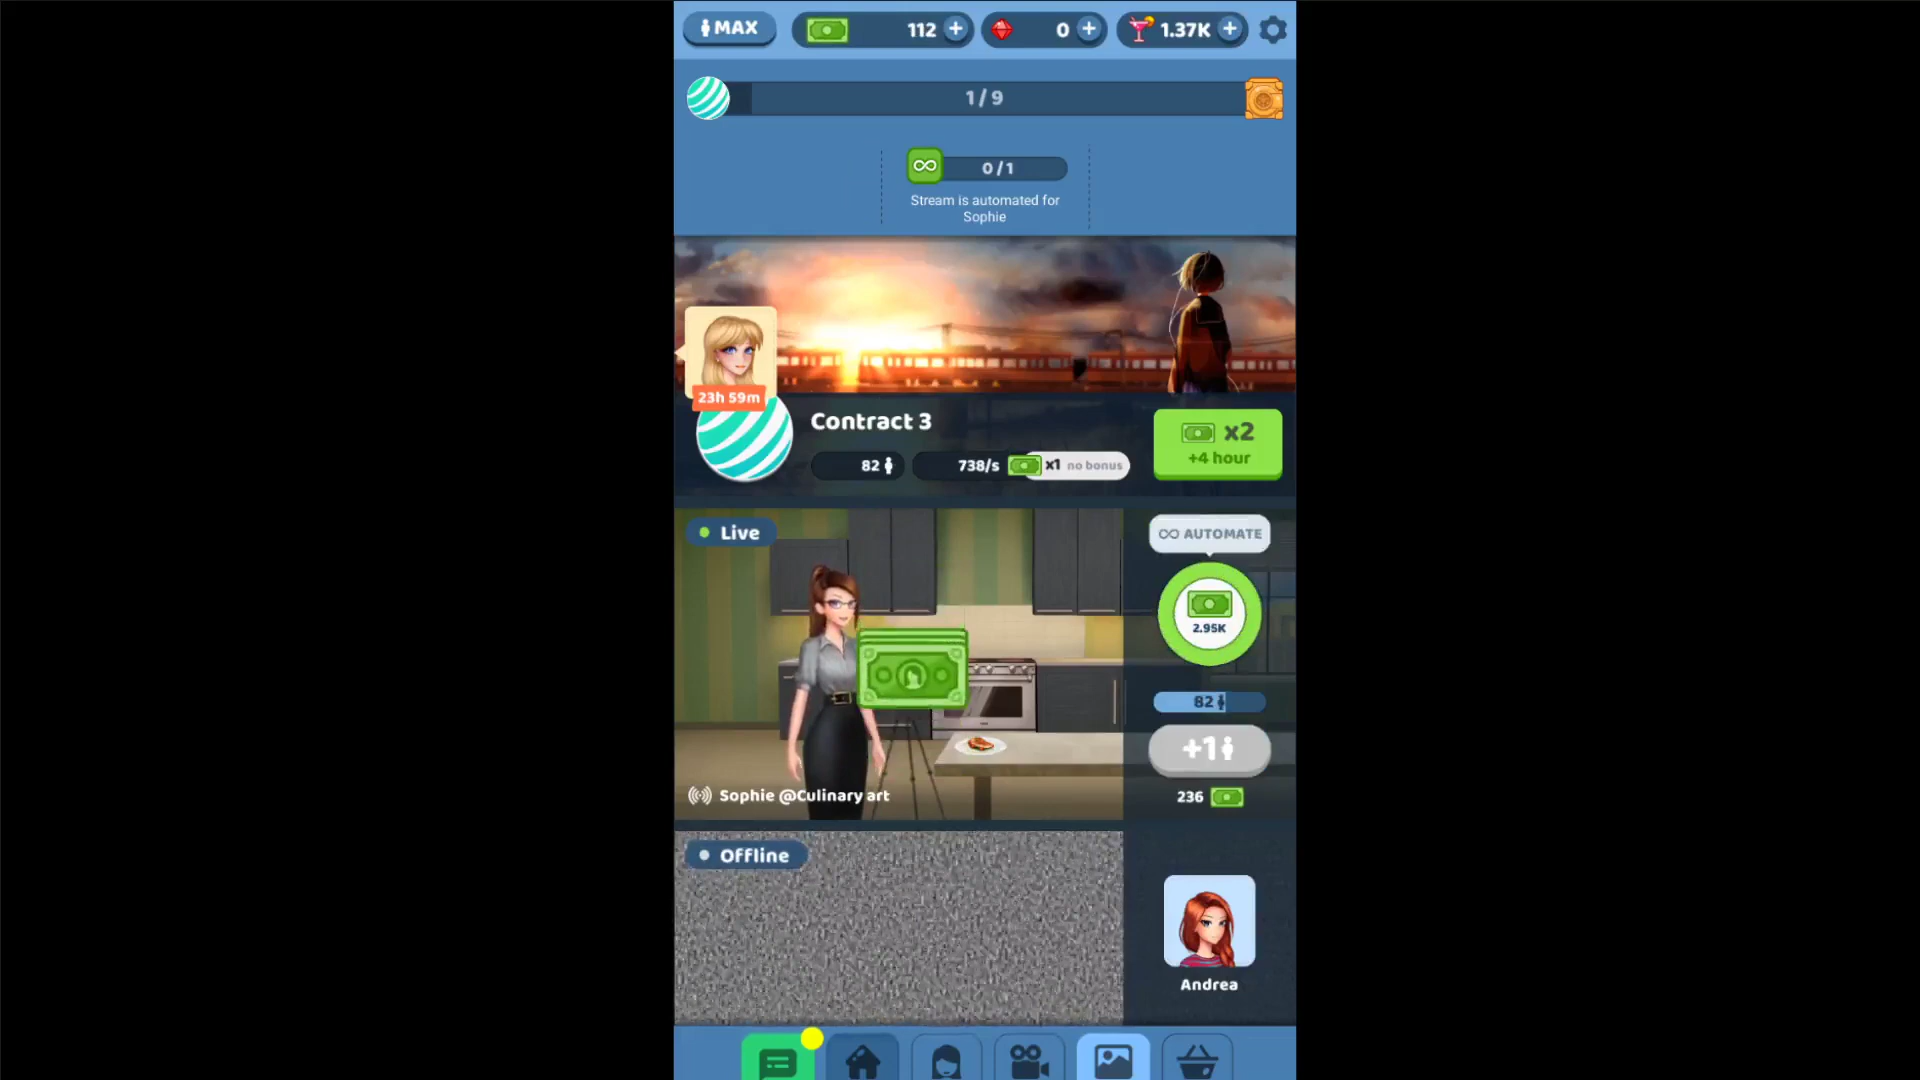 MAX
112
0
1.37K
1/9
0/1
Stream is automated for
Sophie
23h 59m
Contract 3
82
738/s
x1 no bonus
x2
+4 hour
Live
AUTOMATE
2.95K
82
+1
236
Sophie @Culinary art
Offline
Andrea